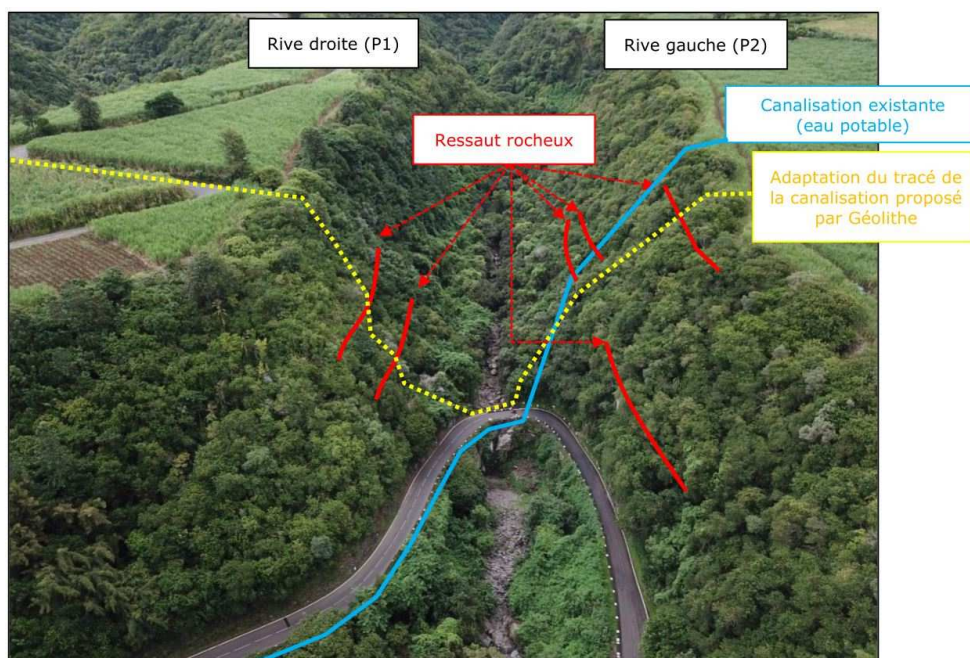 Rive droite (P1)
Rive gauche (P2)
Canalisation existante
(eau potable)
Ressaut rocheux
Adaptation du tracé de
la canalisation proposé
par Géolithe